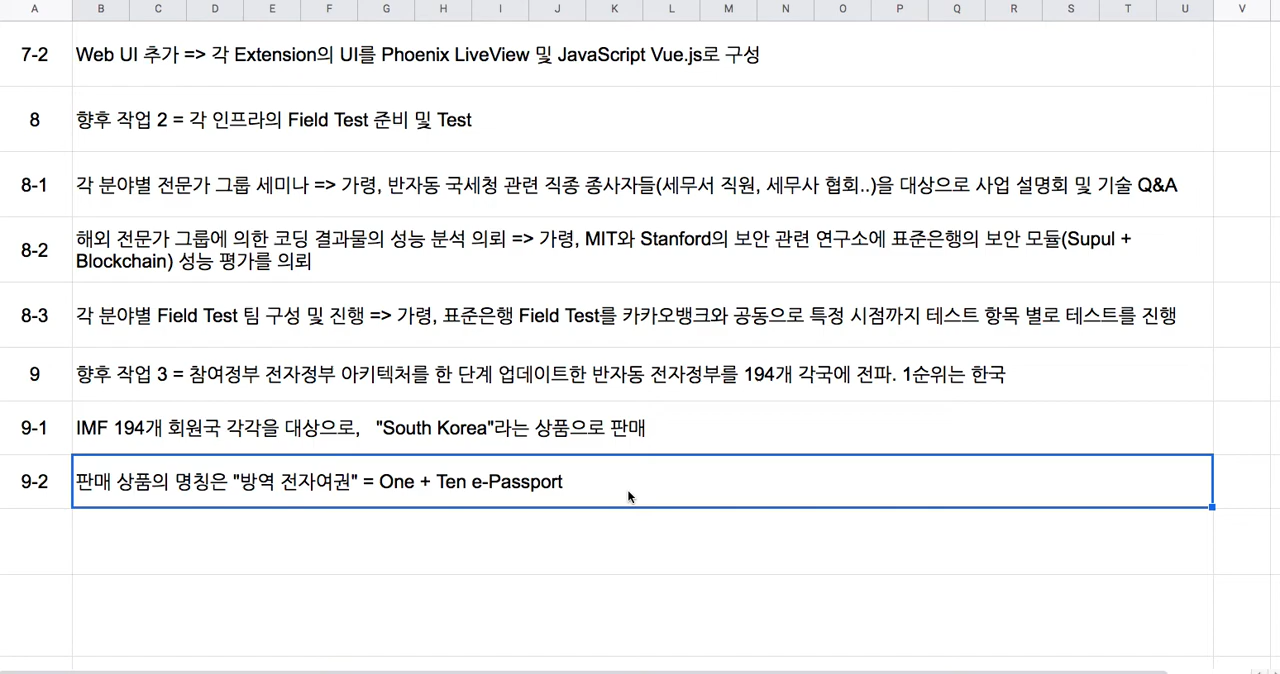 A B C D E F G H I J K L M N O P Q R S T U V
7-2 Web UI 추가 => 각 Extension의 UI를 Phoenix LiveView 및 JavaScript Vue.js로 구성
8 향후 작업 2 = 각 인프라의 Field Test 준비 및 Test
8-1 각 분야별 전문가 그룹 세미나 => 가령, 반자동 국세청 관련 직종 종사자들(세무서 직원, 세무사 협회..)을 대상으로 사업 설명회 및 기술 Q&A
8-2 해외 전문가 그룹에 의한 코딩 결과물의 성능 분석 의뢰 => 가령, MIT와 Stanford의 보안 관련 연구소에 표준은행의 보안 모듈(Supul +
Blockchain) 성능 평가를 의뢰
8-3 각 분야별 Field Test 팀 구성 및 진행 => 가령, 표준은행 Field Test를 카카오뱅크와 공동으로 특정 시점까지 테스트 항목 별로 테스트를 진행
9 향후 작업 3 = 참여정부 전자정부 아키텍처를 한 단계 업데이트한 반자동 전자정부를 194개 각국에 전파. 1순위는 한국
9-1 IMF 194개 회원국 각각을 대상으로, "South Korea"라는 상품으로 판매
9-2 판매 상품의 명칭은 "방역 전자여권" = One + Ten e-Passport